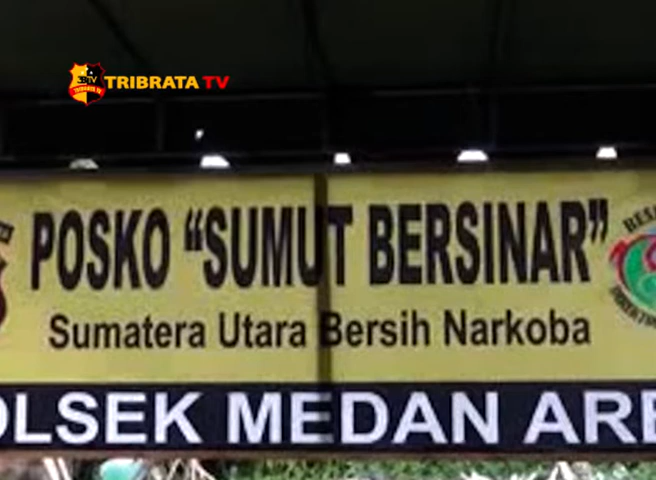 TRIBRATA TV
POSKO "SUMUT BERSINAR"
Sumatera Utara Bersih Narkoba
OLSEK MEDAN ARE